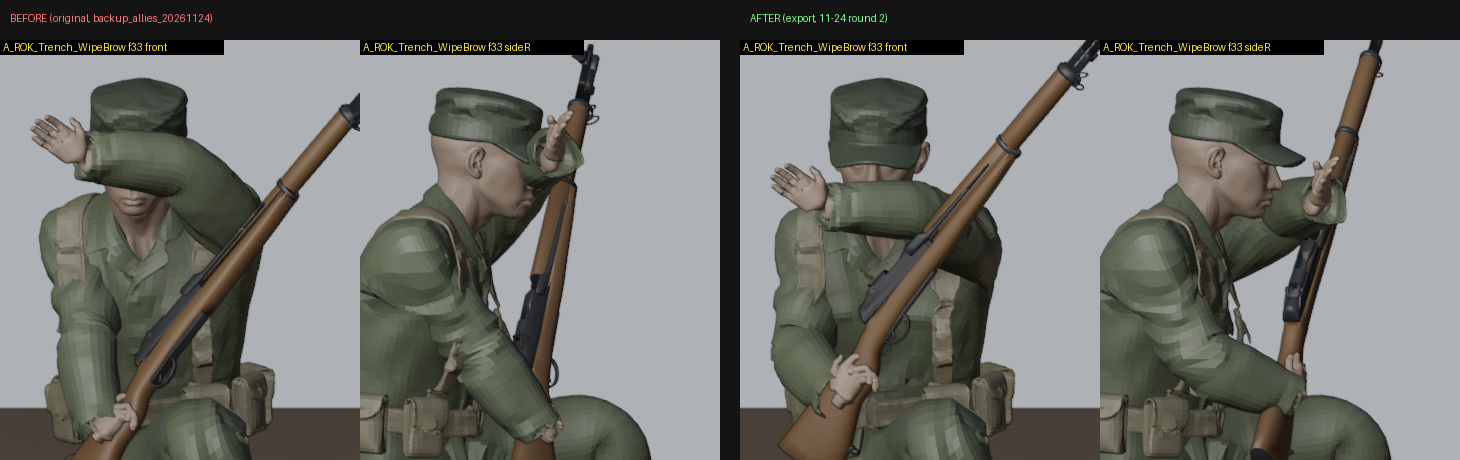 BEFORE (original, backup_allies_20261124)
AFTER (export, 11-24 round 2)
A_ROK_Trench_WipeBrow f33 front
A_ROK_Trench_WipeBrow f33 sideR
A_ROK_Trench_WipeBrow f33 front
A_ROK_Trench_WipeBrow f33 sideR